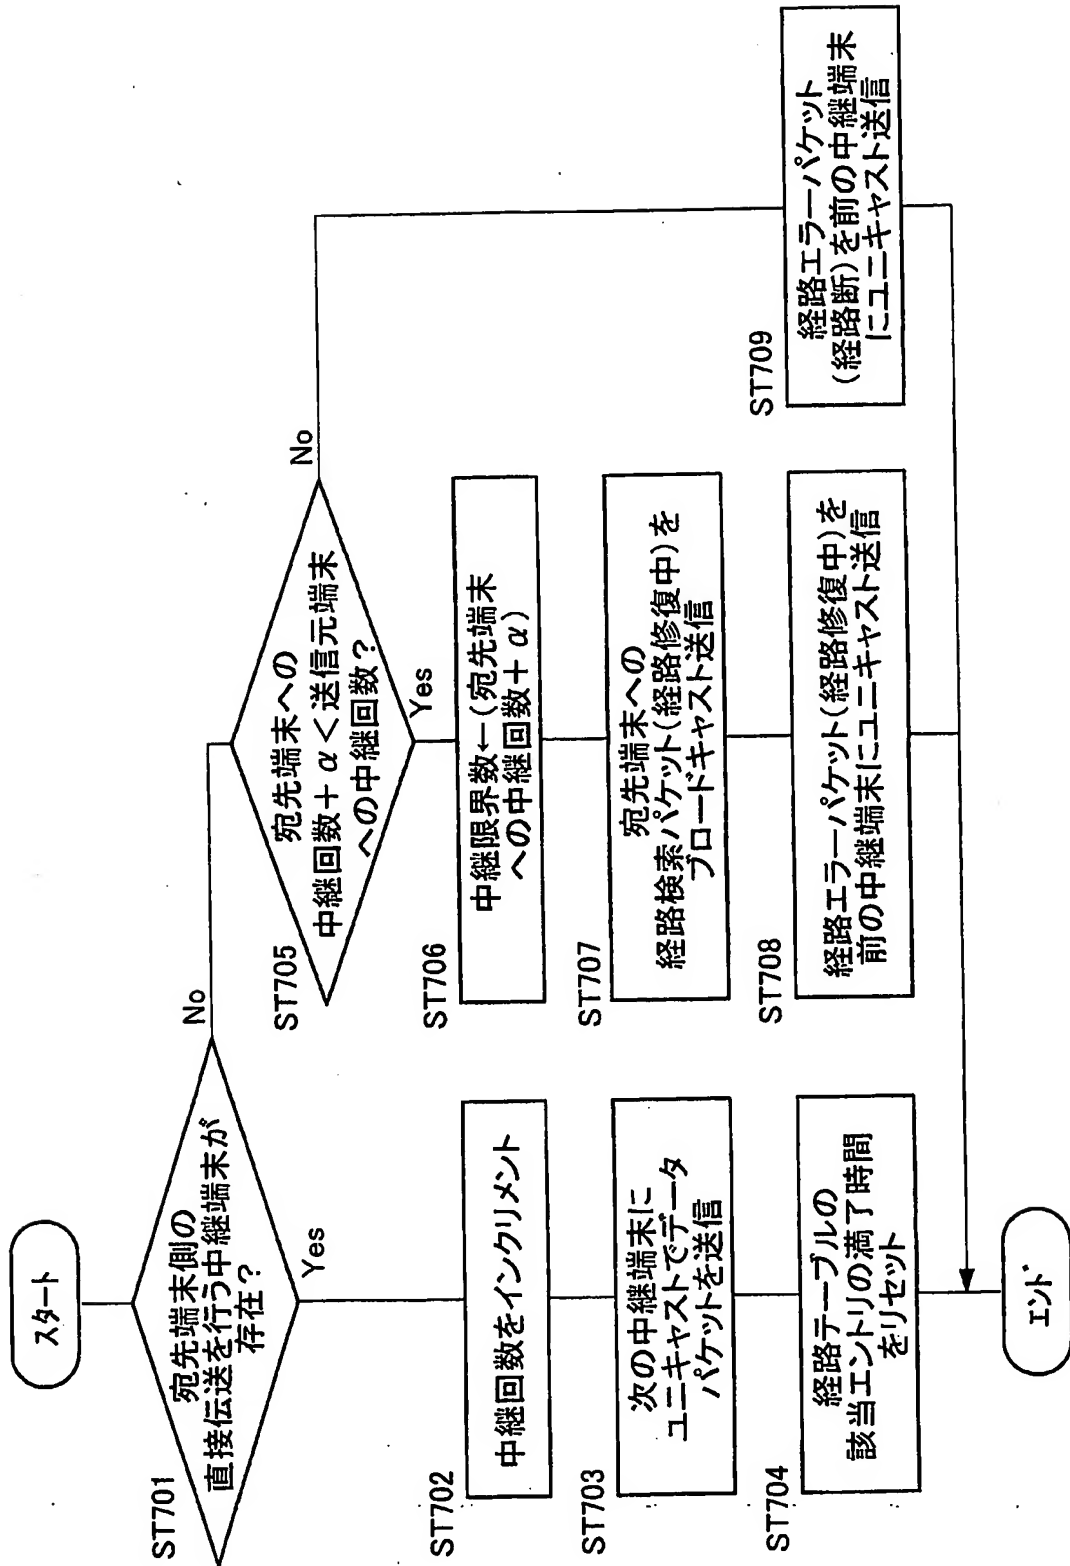 スタート
ST701
宛先端末側の
直接伝送を行う中継端末が
存在?
No
Yes
ST702
中継回数をインクリメント
ST703
次の中継端末に
ユニキャストでデータ
パケットを送信
ST704
経路テーブルの
該当エントリの満了時間
をリセット
ST705
宛先端末への
中継回数+α<送信元端末
への中継回数?
No
Yes
ST706
中継限界数←(宛先端末
への中継回数+α)
ST707
宛先端末への
経路検索パケット(経路修復中)を
ブロードキャスト送信
ST708
経路エラーパケット(経路修復中)を
前の中継端末にユニキャスト送信
ST709
経路エラーパケット
(経路断)を前の中継端末
にユニキャスト送信
エンド